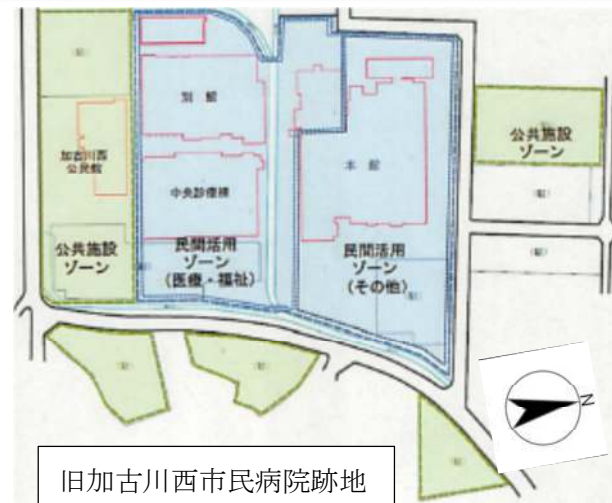 別館
加古川西
公民館
中央診療棟
公共施設
ゾーン
民間活用
ゾーン
(医療・福祉)
本館
民間活用
ゾーン
(その他)
公共施設
ゾーン
N
旧加古川西市民病院跡地